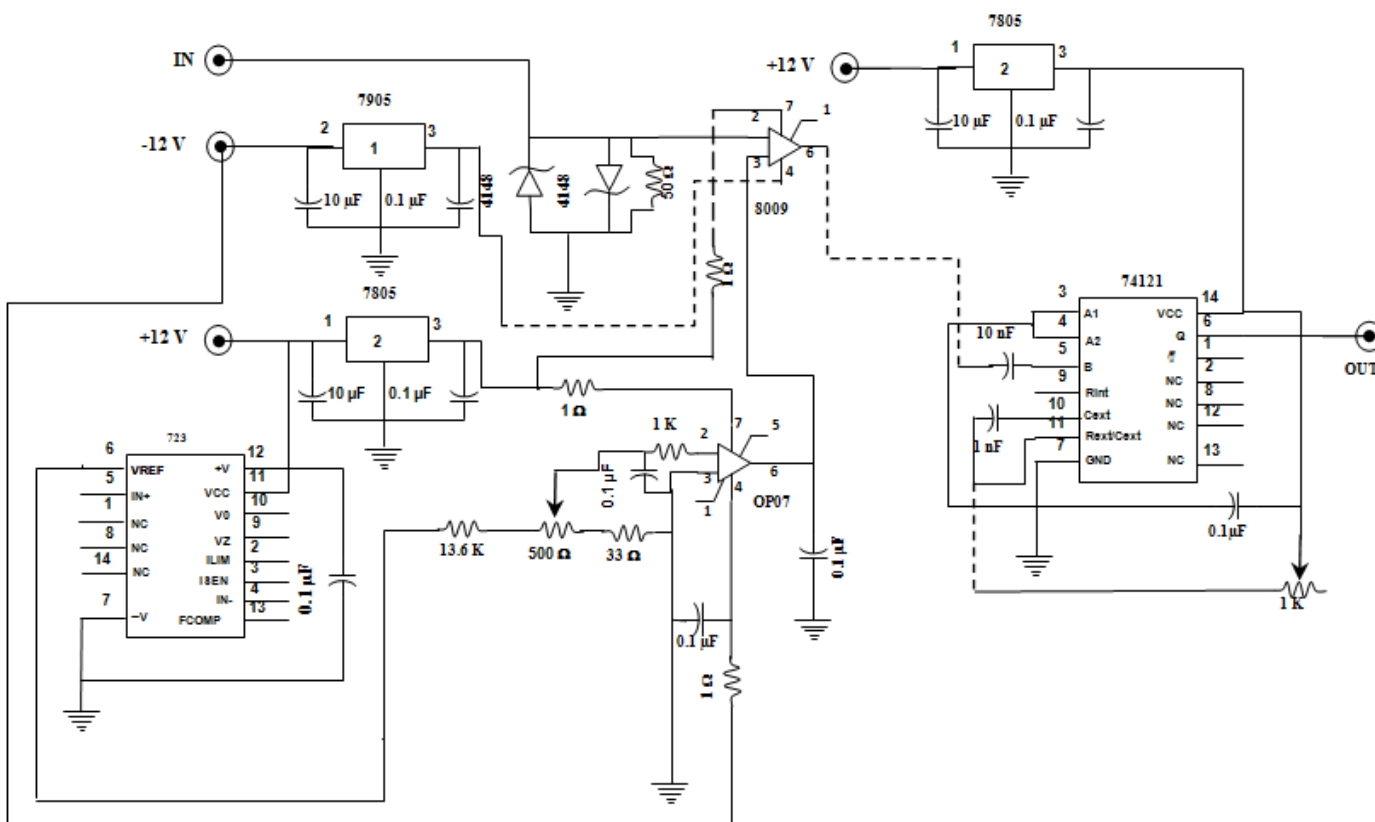 IN
7905
-12 V
2
1
3
10 µF
0.1 µF
4148
4148
50 Ω
2
7
1
3
4
6
8009
1 Ω
+12 V
7805
1
2
3
10 µF
0.1 µF
7805
+12 V
1
2
3
10 µF
0.1 µF
1 Ω
723
6
5
1
8
14
7
VREF
IN+
NC
NC
NC
–V
+V
VCC
V0
VZ
ILIM
ISEN
IN-
FCOMP
12
11
10
9
2
3
4
13
0.1 µF
13.6 K
500 Ω
33 Ω
1 K
0.1 µF
2
7
5
3
4
6
1
OP07
0.1 µF
0.1 µF
1 Ω
74121
3
4
5
9
10
11
7
A1
A2
B
Rint
Cext
Rext/Cext
GND
VCC
Q
NC
NC
NC
NC
14
6
1
2
8
12
13
10 nF
1 nF
0.1µF
1 K
OUT